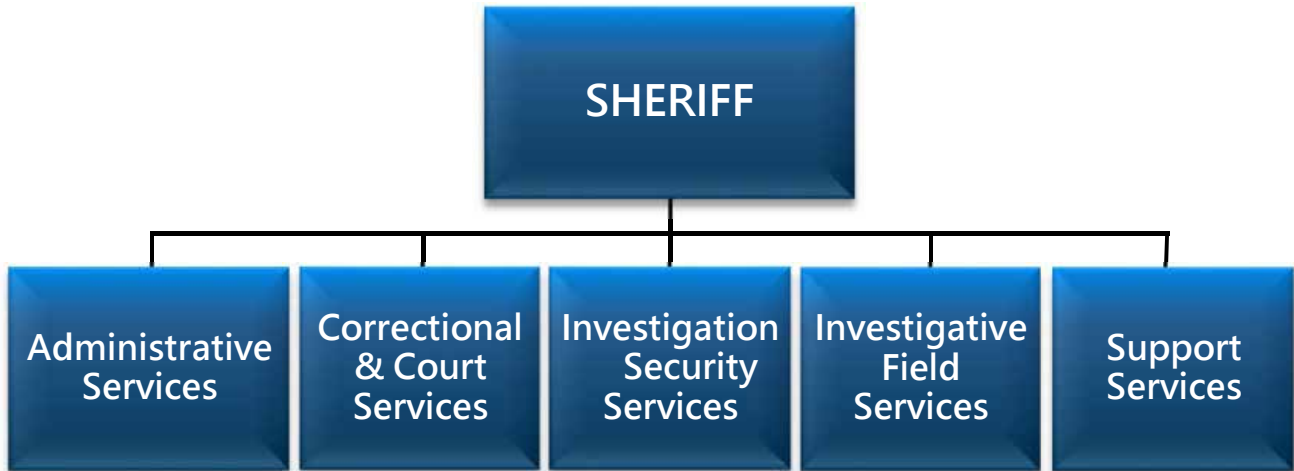 SHERIFF
Administrative
Services
Correctional
& Court
Services
Investigation
Security
Services
Investigative
Field
Services
Support
Services